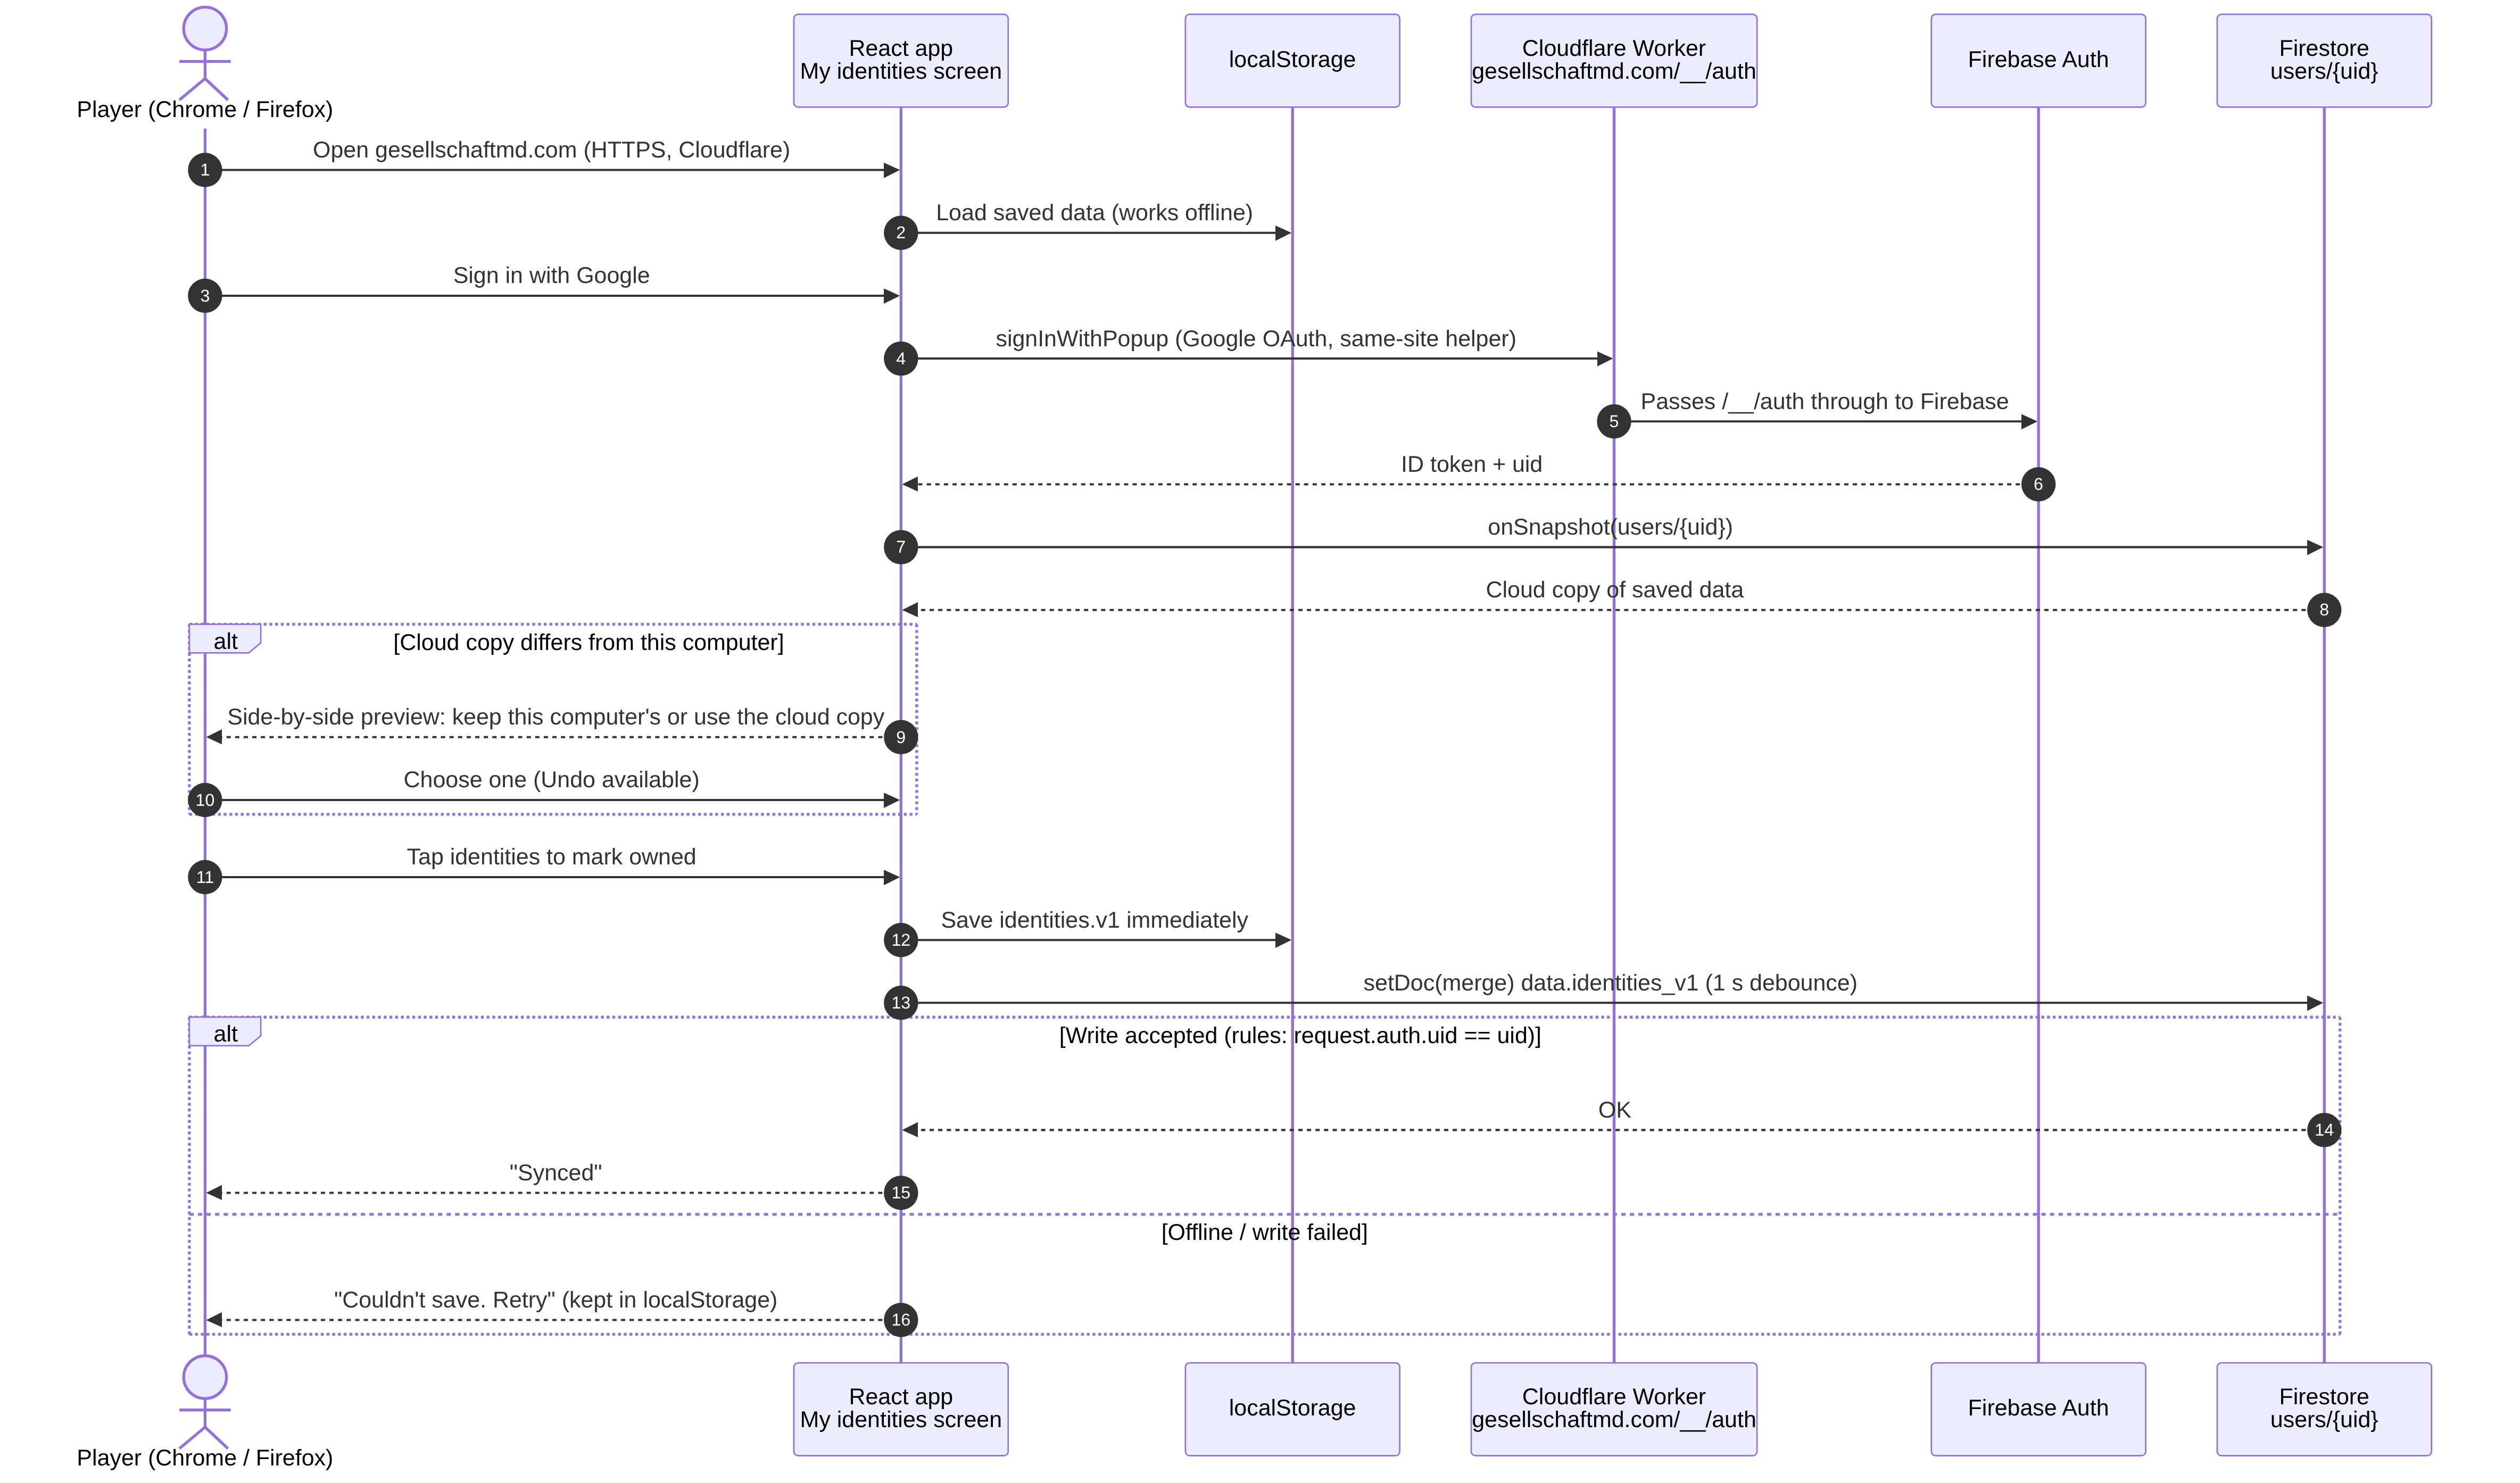 Player (Chrome / Firefox)
React app
My identities screen
localStorage
Cloudflare Worker
gesellschaftmd.com/__/auth
Firebase Auth
Firestore
users/{uid}
1
Open gesellschaftmd.com (HTTPS, Cloudflare)
2
Load saved data (works offline)
3
Sign in with Google
4
signInWithPopup (Google OAuth, same-site helper)
5
Passes /__/auth through to Firebase
ID token + uid
6
7
onSnapshot(users/{uid})
Cloud copy of saved data
8
alt
[Cloud copy differs from this computer]
Side-by-side preview: keep this computer's or use the cloud copy
9
10
Choose one (Undo available)
11
Tap identities to mark owned
12
Save identities.v1 immediately
13
setDoc(merge) data.identities_v1 (1 s debounce)
alt
[Write accepted (rules: request.auth.uid == uid)]
OK
14
"Synced"
15
[Offline / write failed]
"Couldn't save. Retry" (kept in localStorage)
16
Player (Chrome / Firefox)
React app
My identities screen
localStorage
Cloudflare Worker
gesellschaftmd.com/__/auth
Firebase Auth
Firestore
users/{uid}